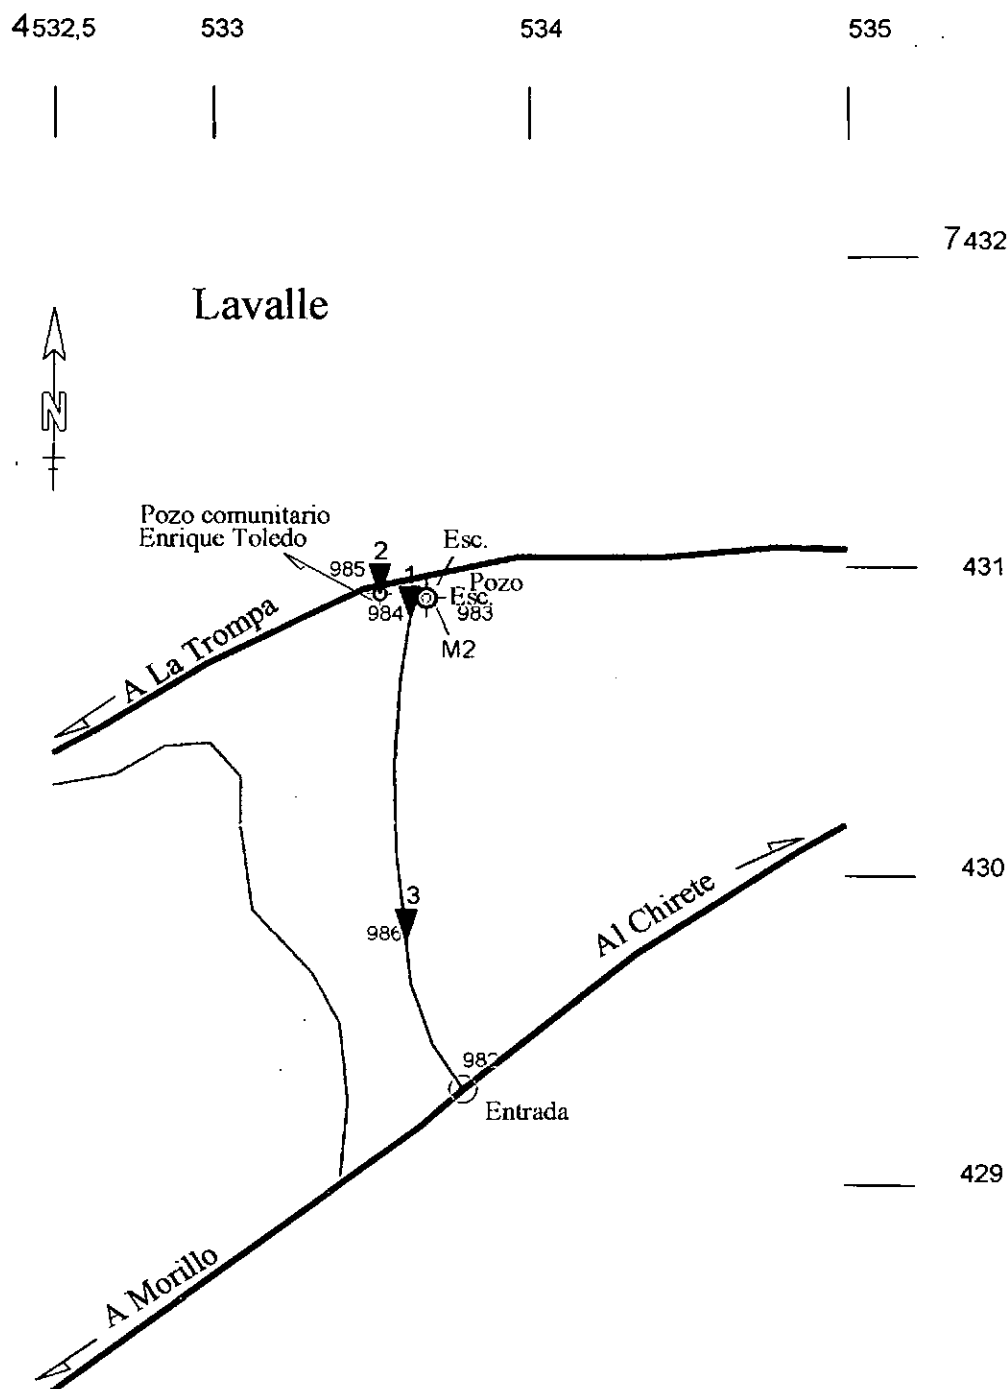 4532,5 533 534 535
7432
Lavalle
N
Pozo comunitario
Enrique Toledo
Esc.
2
985
1
Pozo
431
Esc.
984
983
M2
A La Trompa
430
3
986
Al Chirete
Entrada
429
A Morillo